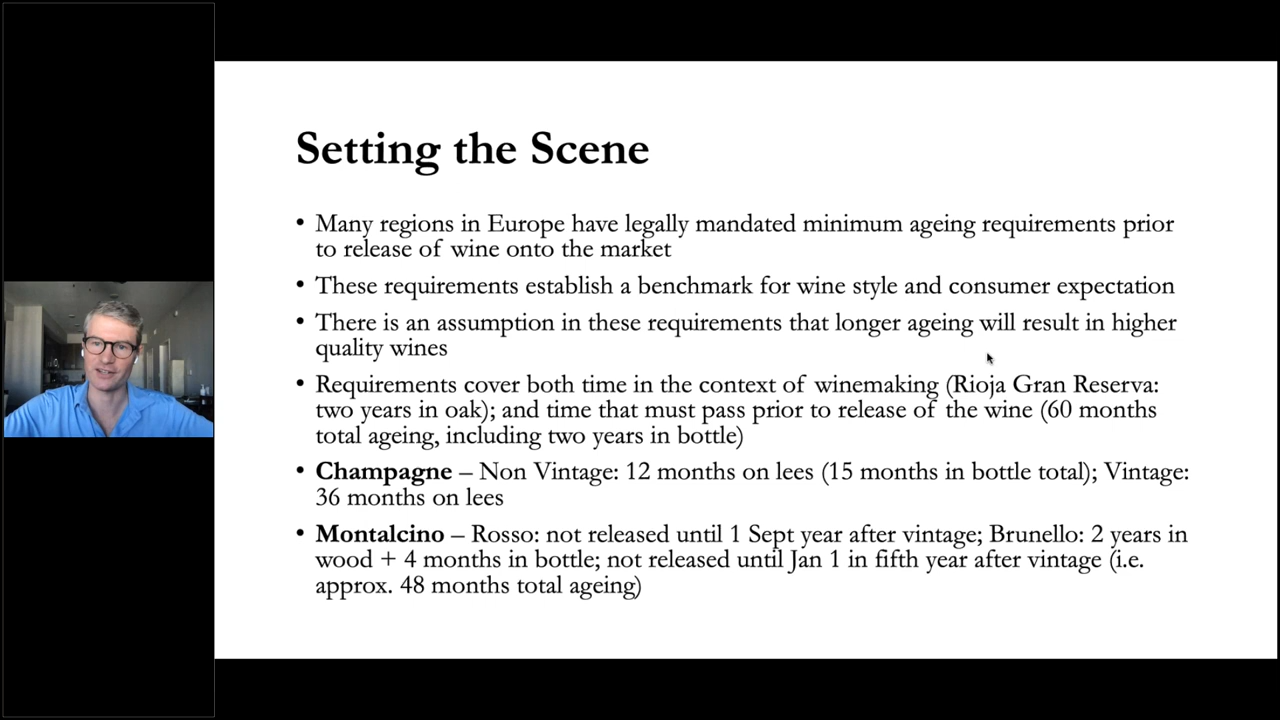 Setting the Scene
• Many regions in Europe have legally mandated minimum ageing requirements prior
to release of wine onto the market
• These requirements establish a benchmark for wine style and consumer expectation
• There is an assumption in these requirements that longer ageing will result in higher
quality wines
• Requirements cover both time in the context of winemaking (Rioja Gran Reserva:
two years in oak); and time that must pass prior to release of the wine (60 months
total ageing, including two years in bottle)
• Champagne – Non Vintage: 12 months on lees (15 months in bottle total); Vintage:
36 months on lees
• Montalcino – Rosso: not released until 1 Sept year after vintage; Brunello: 2 years in
wood + 4 months in bottle; not released until Jan 1 in fifth year after vintage (i.e.
approx. 48 months total ageing)